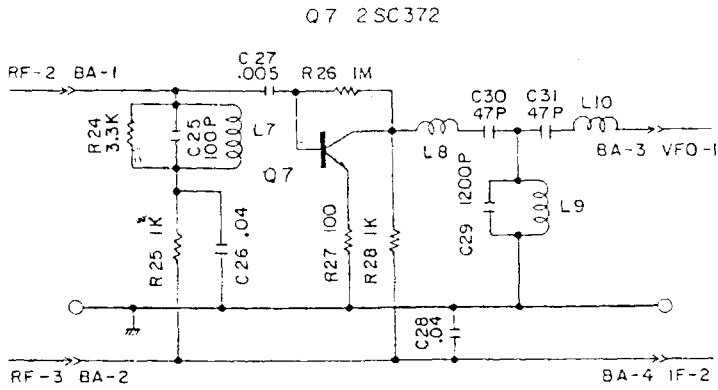 Q7 2SC372
RF-2 BA-1
C27
.005
R26 1M
R24
3.3K
C25
100P
L7
Q7
C30
47P
C31
47P
L10
L8
BA-3 VFO-1
C29 1200P
L9
R25 1K
C26 .04
R27 100
R28 1K
C28
.04
RF-3 BA-2
BA-4 IF-2